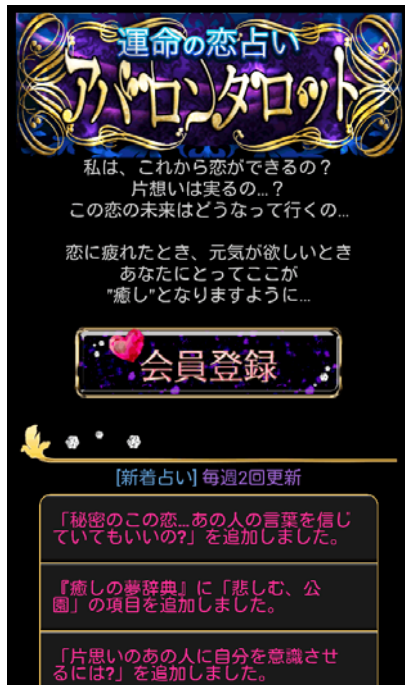 運命の恋占い
アバロンタロット
私は、これから恋ができるの？
片想いは実るの…？
この恋の未来はどうなって行くの…
恋に疲れたとき、元気が欲しいとき
あなたにとってここが
"癒し"となりますように…
会員登録
[新着占い] 毎週2回更新
「秘密のこの恋…あの人の言葉を信じ
ていてもいいの?」を追加しました。
『癒しの夢辞典』に「悲しむ、公
園」の項目を追加しました。
「片思いのあの人に自分を意識させ
るには?」を追加しました。